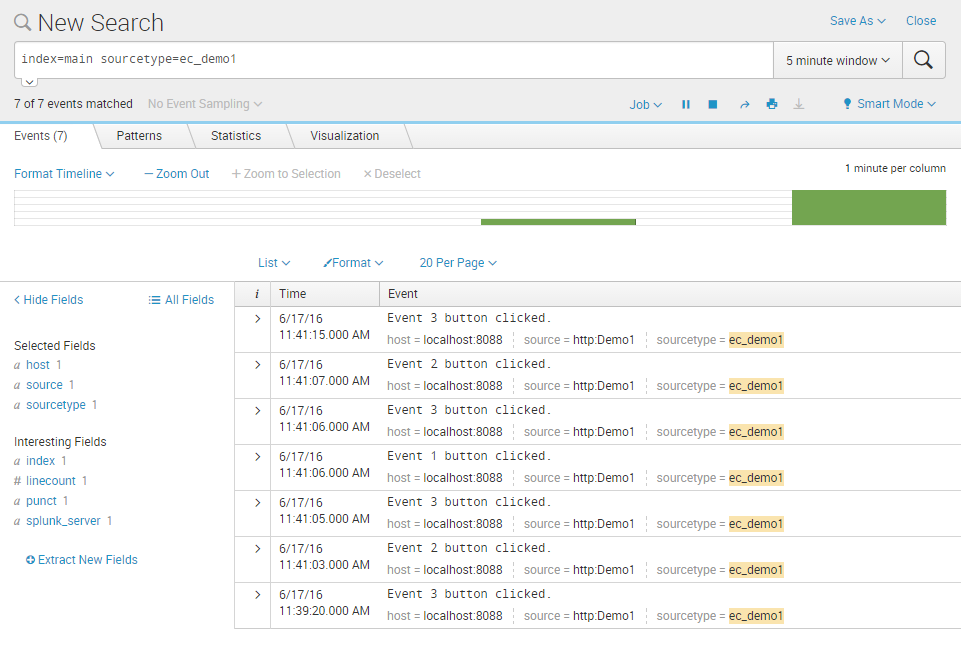 New Search
Save As Close
index=main sourcetype=ec_demo1
5 minute window
7 of 7 events matched No Event Sampling
Job Smart Mode
Events (7) Patterns Statistics Visualization
Format Timeline — Zoom Out + Zoom to Selection × Deselect
1 minute per column
List Format 20 Per Page
< Hide Fields All Fields
i Time Event
Selected Fields
a host 1
a source 1
a sourcetype 1
Interesting Fields
a index 1
# linecount 1
a punct 1
a splunk_server 1
Extract New Fields
6/17/16 Event 3 button clicked.
11:41:15.000 AM host = localhost:8088 source = http:Demo1 sourcetype = ec_demo1
6/17/16 Event 2 button clicked.
11:41:07.000 AM host = localhost:8088 source = http:Demo1 sourcetype = ec_demo1
6/17/16 Event 3 button clicked.
11:41:06.000 AM host = localhost:8088 source = http:Demo1 sourcetype = ec_demo1
6/17/16 Event 1 button clicked.
11:41:06.000 AM host = localhost:8088 source = http:Demo1 sourcetype = ec_demo1
6/17/16 Event 3 button clicked.
11:41:05.000 AM host = localhost:8088 source = http:Demo1 sourcetype = ec_demo1
6/17/16 Event 2 button clicked.
11:41:03.000 AM host = localhost:8088 source = http:Demo1 sourcetype = ec_demo1
6/17/16 Event 3 button clicked.
11:39:20.000 AM host = localhost:8088 source = http:Demo1 sourcetype = ec_demo1